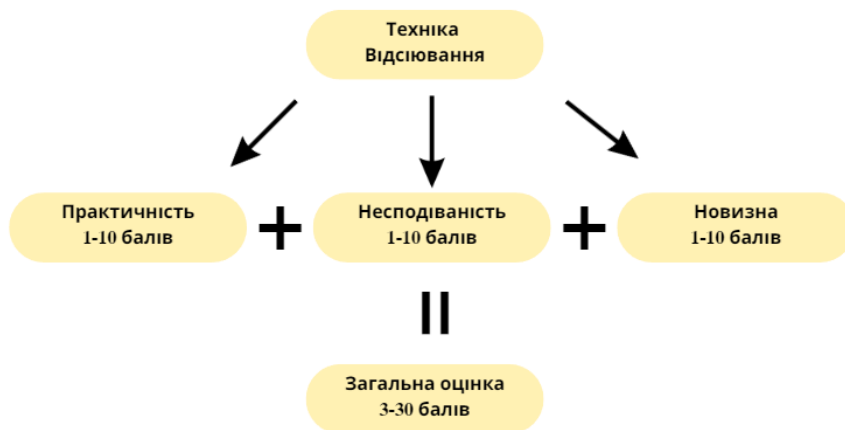 Техніка
Відсіювання
Практичність
1-10 балів
+
Несподіваність
1-10 балів
+
Новизна
1-10 балів
=
Загальна оцінка
3-30 балів